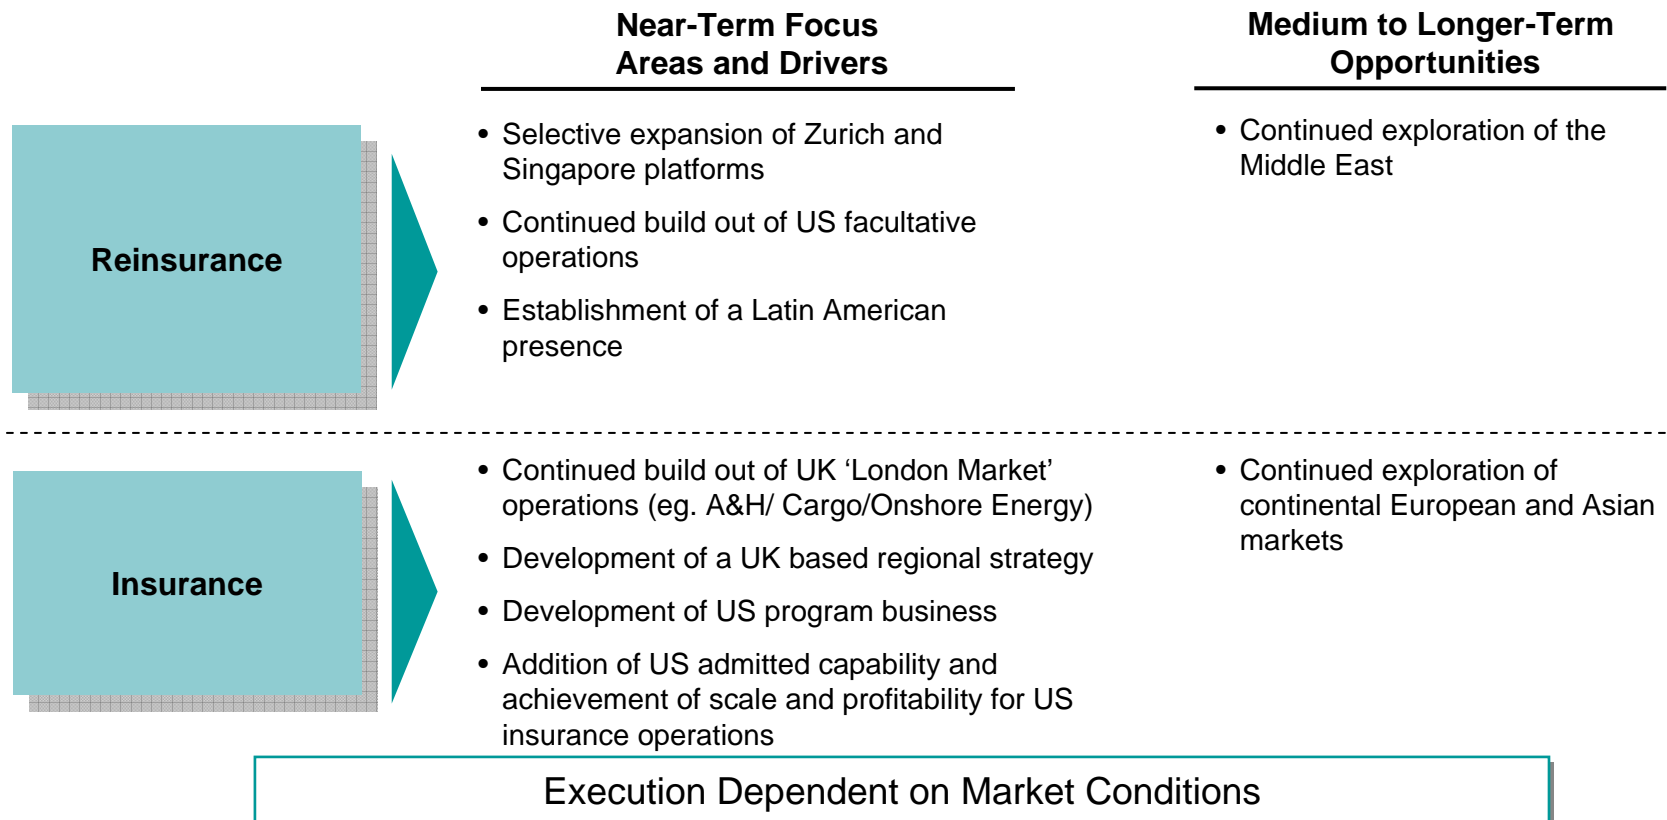 Near-Term Focus
Areas and Drivers
Medium to Longer-Term
Opportunities
Reinsurance
• Selective expansion of Zurich and
Singapore platforms
• Continued build out of US facultative
operations
• Establishment of a Latin American
presence
• Continued exploration of the
Middle East
Insurance
• Continued build out of UK ‘London Market’
operations (eg. A&H/ Cargo/Onshore Energy)
• Development of a UK based regional strategy
• Development of US program business
• Addition of US admitted capability and
achievement of scale and profitability for US
insurance operations
• Continued exploration of
continental European and Asian
markets
Execution Dependent on Market Conditions